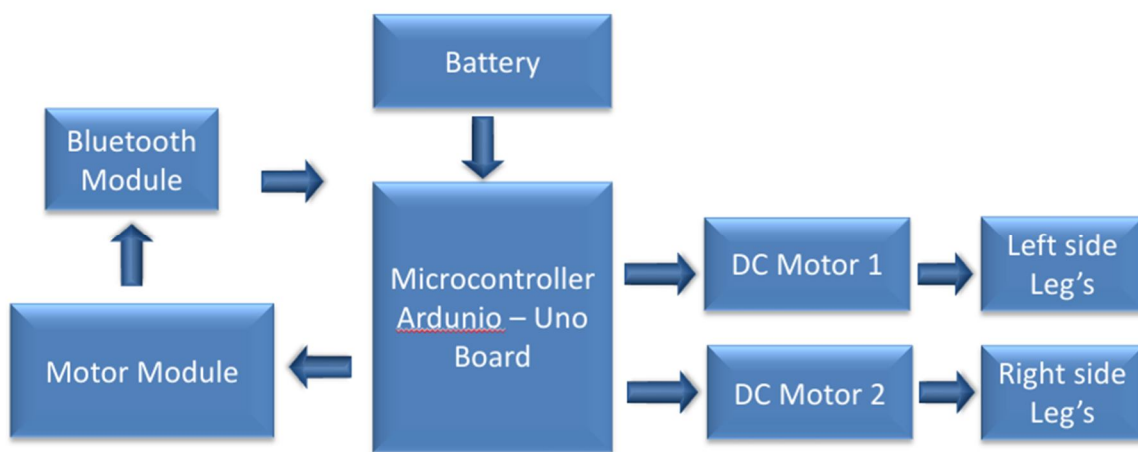 Battery
Bluetooth
Module
Microcontroller
Ardunio – Uno
Board
Motor Module
DC Motor 1
Left side
Leg’s
DC Motor 2
Right side
Leg’s